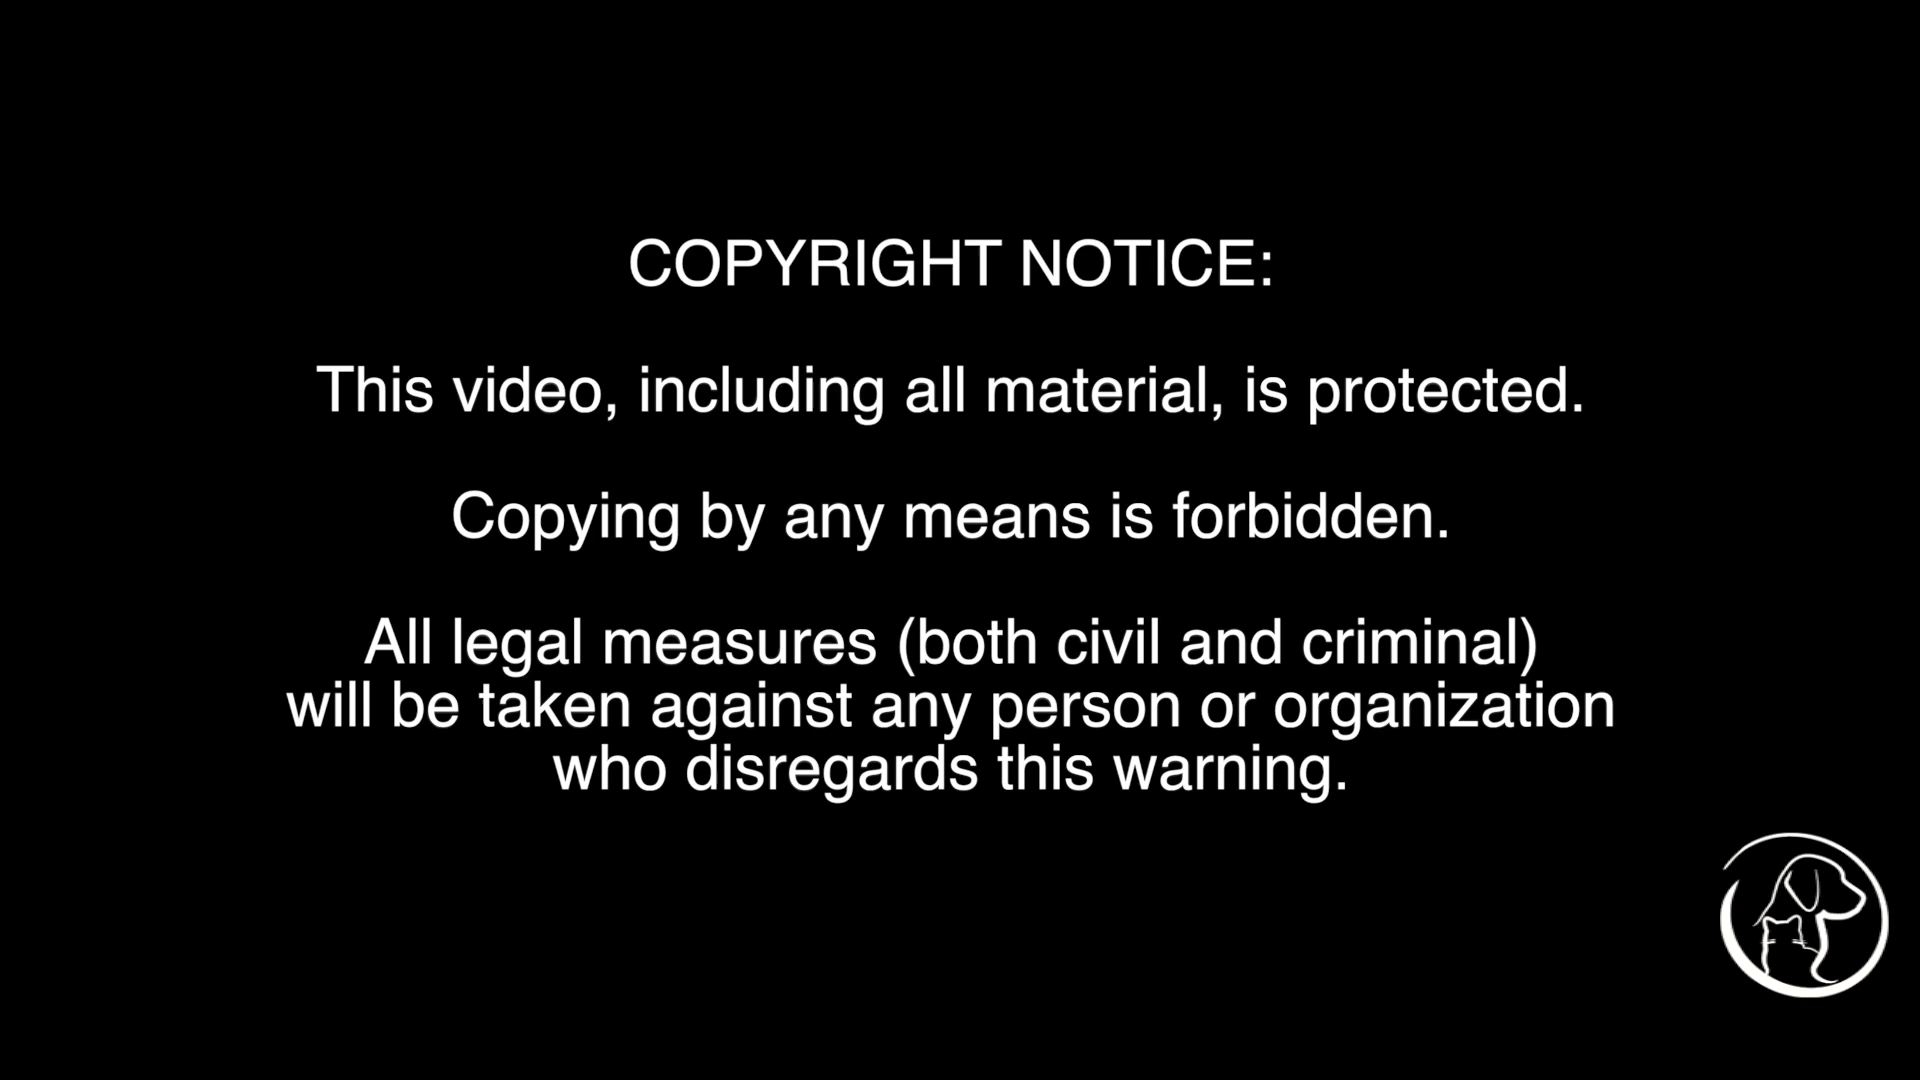 COPYRIGHT NOTICE:
This video, including all material, is protected.
Copying by any means is forbidden.
All legal measures (both civil and criminal)
will be taken against any person or organization
who disregards this warning.